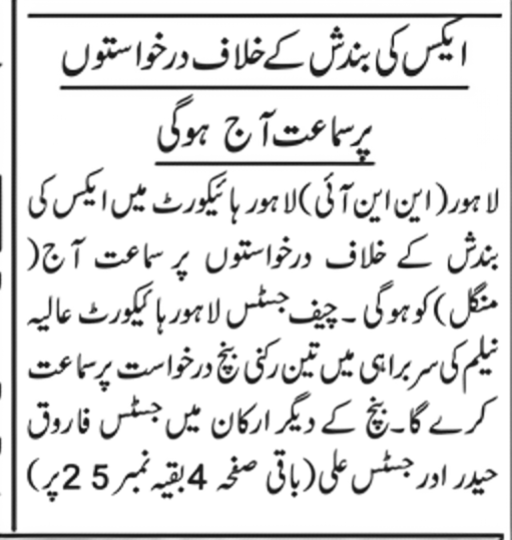 ایکس کی بندش کے خلاف درخواستوں
پر سماعت آج ہوگی
لاہور(این این آئی)لاہور ہائیکورٹ میں ایکس کی
بندش کے خلاف درخواستوں پر سماعت آج(
منگل)کو ہوگی۔چیف جسٹس لاہور ہائیکورٹ عالیہ
نیلم کی سربراہی میں تین رکنی بنچ درخواست پر سماعت
کرے گا۔بنچ کے دیگر ارکان میں جسٹس فاروق
حیدر اور جسٹس علی(باقی صفحہ 4 بقیہ نمبر 25 پر)